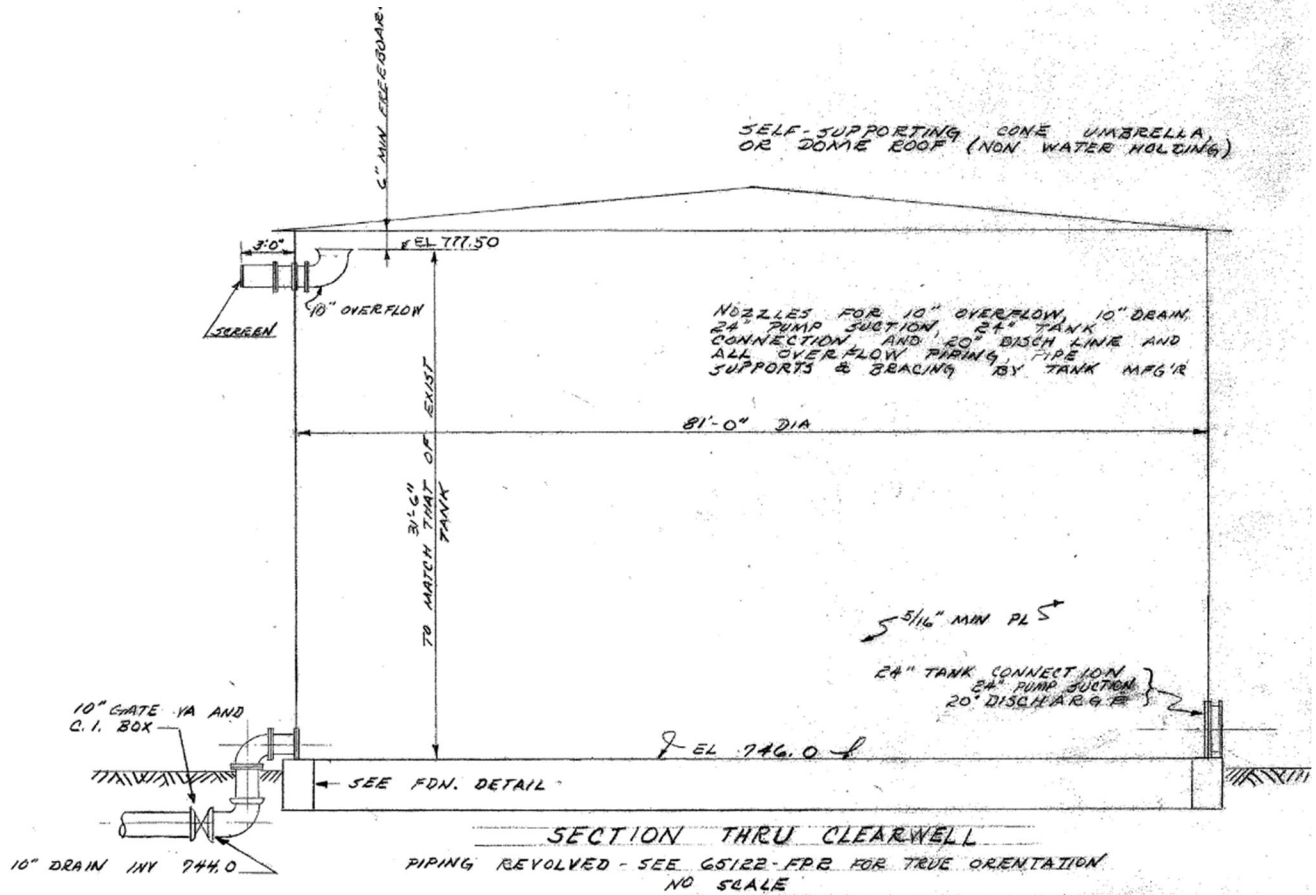 6" MIN FREEBOAR
SELF-SUPPORTING CONE UMBRELLA,
OR DOME ROOF (NON WATER HOLDING)
3'-0"
EL 777.50
10" OVERFLOW
SCREEN
NOZZLES FOR 10" OVERFLOW, 10" DRAIN,
24" PUMP SUCTION, 24" TANK
CONNECTION, AND 20" DISCH LINE AND
ALL OVERFLOW PIPING, PIPE
SUPPORTS & BRACING BY TANK MFG'R
81'-0" DIA
31'-6"
TO MATCH THAT OF EXIST
TANK
5/16" MIN PL
24" TANK CONNECTION
24" PUMP SUCTION
20" DISCHARGE
10" GATE VA AND
C.I. BOX
EL 746.0
SEE FDN. DETAIL
10" DRAIN INV 744.0
SECTION THRU CLEARWELL
PIPING REVOLVED - SEE 65122-FPB FOR TRUE ORENTATION
NO SCALE